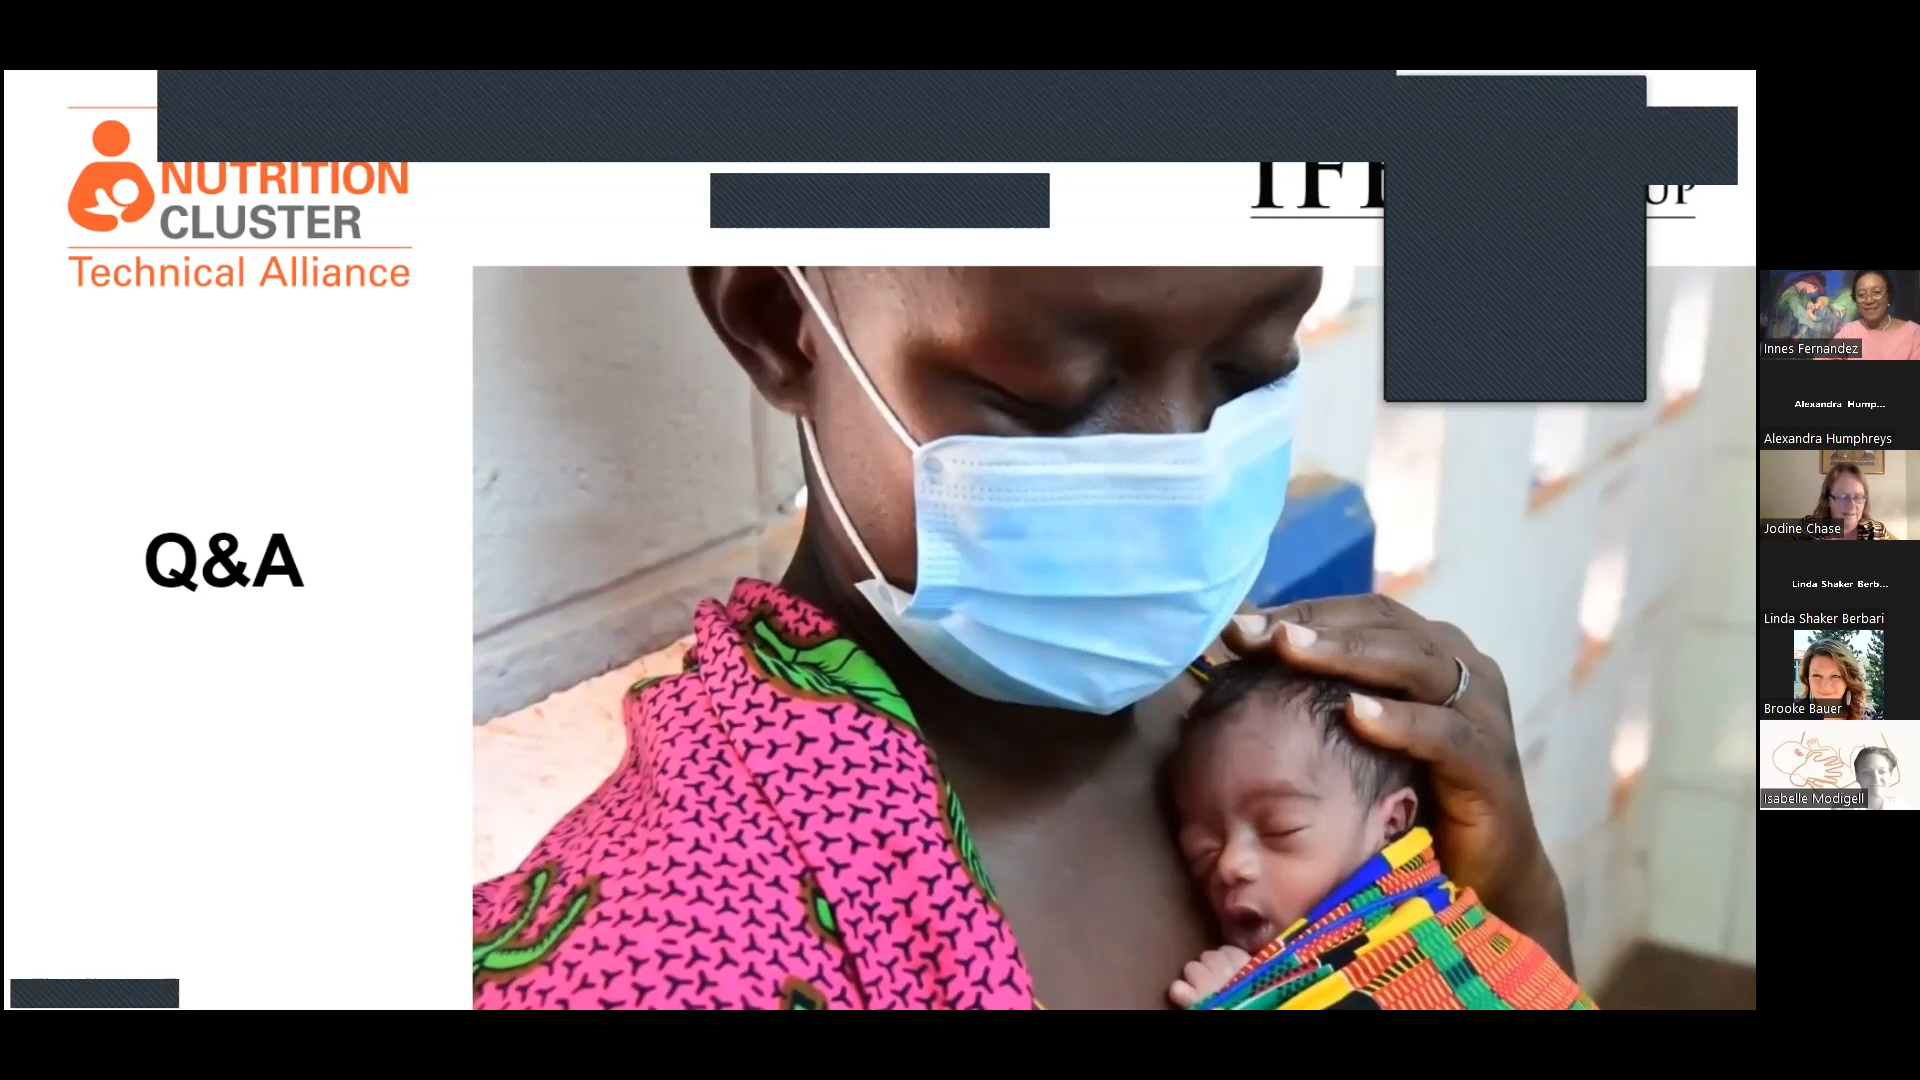 NUTRITION
CLUSTER
Technical Alliance
Q&A
Innes Fernandez
Alexandra Hump...
Alexandra Humphreys
Jodine Chase
Linda Shaker Berb...
Linda Shaker Berbari
Brooke Bauer
Isabelle Modigell